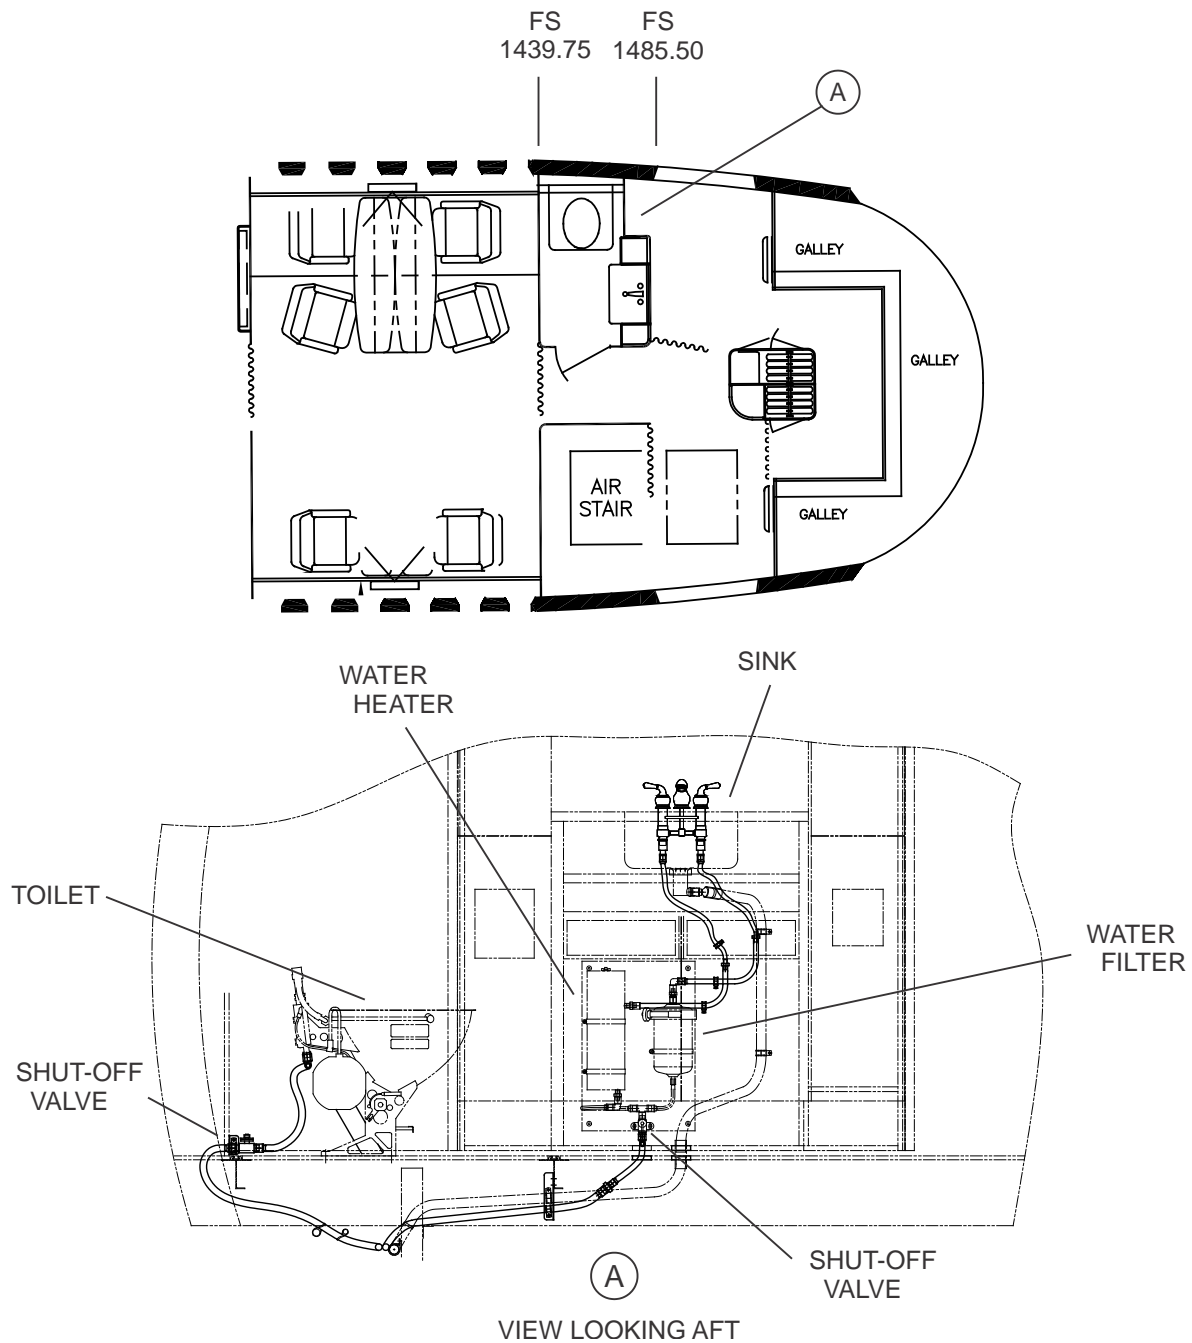 FS
1439.75
FS
1485.50
A
GALLEY
GALLEY
AIR
STAIR
GALLEY
WATER
HEATER
SINK
TOILET
WATER
FILTER
SHUT-OFF
VALVE
SHUT-OFF
VALVE
A
VIEW LOOKING AFT